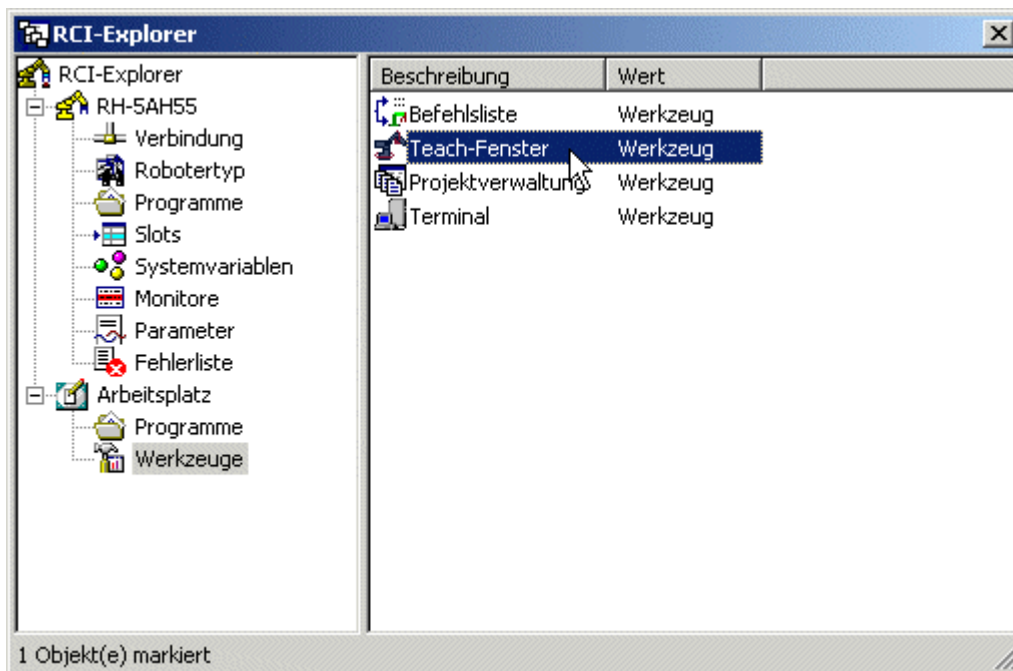 RCI-Explorer
RCI-Explorer
RH-5AH55
Verbindung
Robotertyp
Programme
Slots
Systemvariablen
Monitore
Parameter
Fehlerliste
Arbeitsplatz
Programme
Werkzeuge
Beschreibung Wert
Befehlsliste Werkzeug
Teach-Fenster Werkzeug
Projektverwaltung Werkzeug
Terminal Werkzeug
1 Objekt(e) markiert